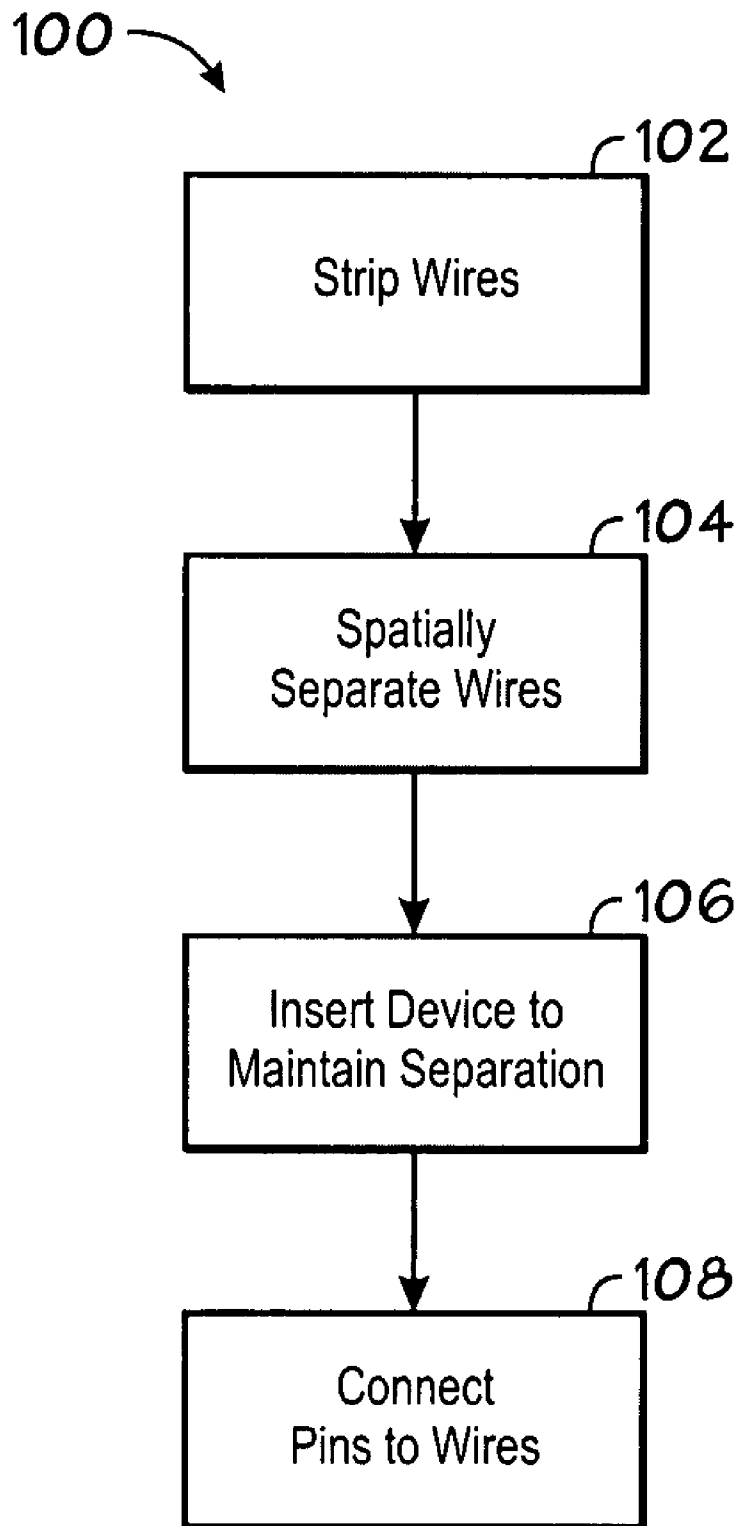 100
102
Strip Wires
104
Spatially
Separate Wires
106
Insert Device to
Maintain Separation
108
Connect
Pins to Wires